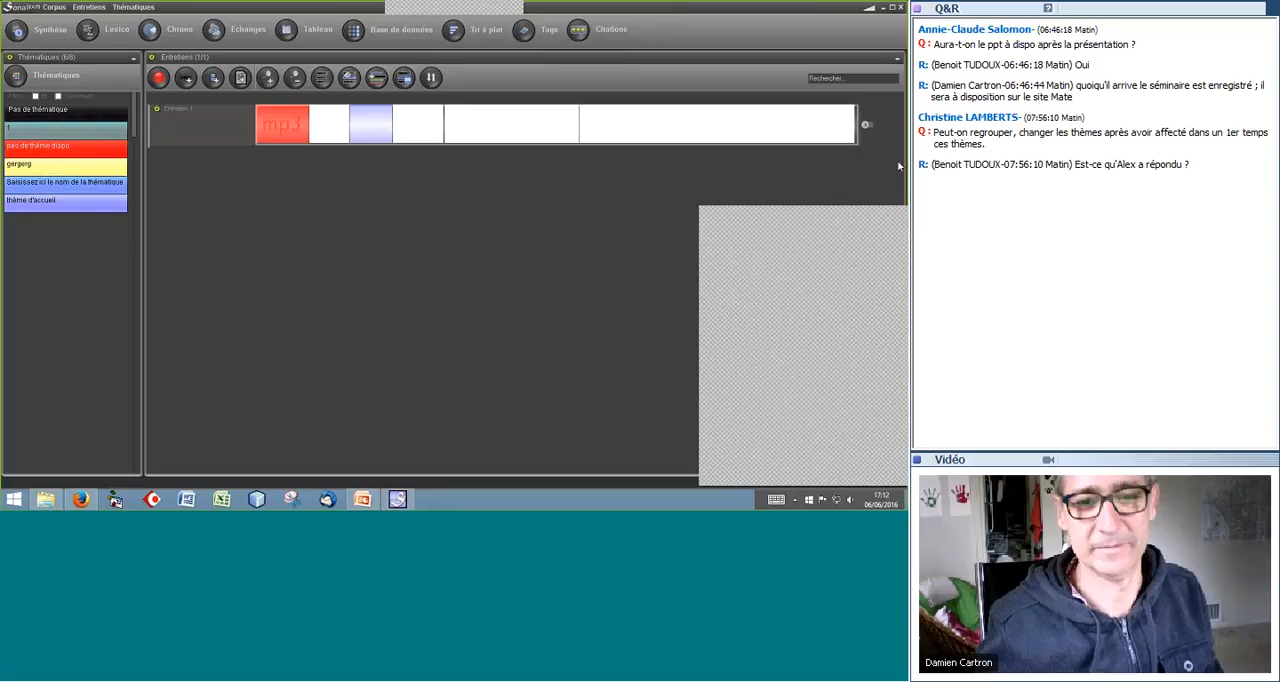 Sonal Corpus Entretiens Thématiques
Synthèse Lexico Chrono Echanges Tableau Base de données Tri à plat Tags Citations
Thématiques (6/6)
Thématiques
Pas de thématique
1
pas de thème dispo
gergerg
Saisissez ici le nom de la thématique
thème d'accueil
Entretiens (1/1)
Rechercher..
Entretien 1
mp3
17:12
06/06/2016
Q&R
Annie-Claude Salomon- (06:46:18 Matin)
Q : Aura-t-on le ppt à dispo après la présentation ?
R: (Benoit TUDOUX-06:46:18 Matin) Oui
R: (Damien Cartron-06:46:44 Matin) quoiqu'il arrive le séminaire est enregistré ; il
sera à disposition sur le site Mate
Christine LAMBERTS- (07:56:10 Matin)
Q : Peut-on regrouper, changer les thèmes après avoir affecté dans un 1er temps
ces thèmes.
R: (Benoit TUDOUX-07:56:10 Matin) Est-ce qu'Alex a répondu ?
Vidéo
Damien Cartron